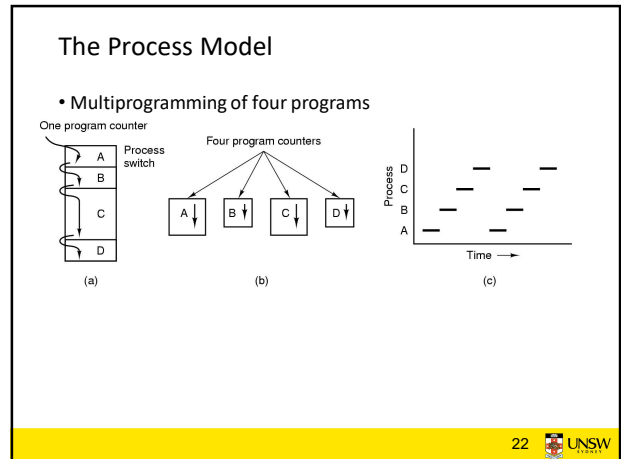 The Process Model
• Multiprogramming of four programs
One program counter
Process
switch
A
B
C
D
(a)
Four program counters
A
B
C
D
(b)
Process
D
C
B
A
Time
(c)
22
UNSW
SYDNEY